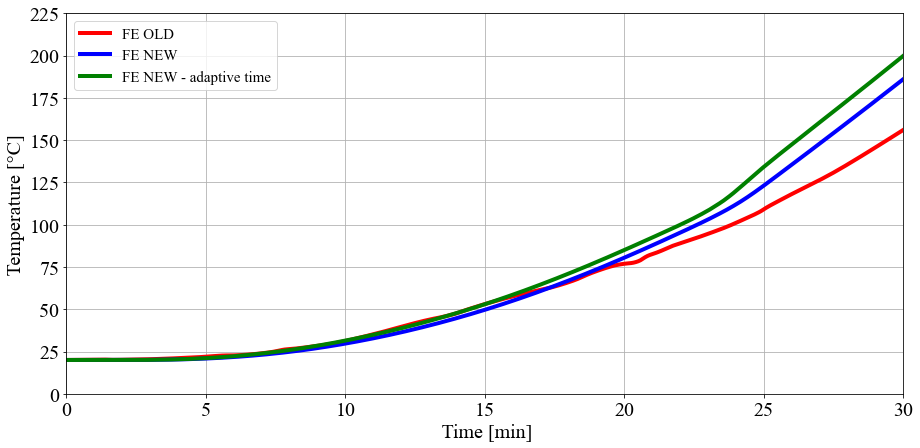 225
200
175
150
125
100
75
50
25
0
Temperature [°C]
FE OLD
FE NEW
FE NEW - adaptive time
0 5 10 15 20 25 30
Time [min]